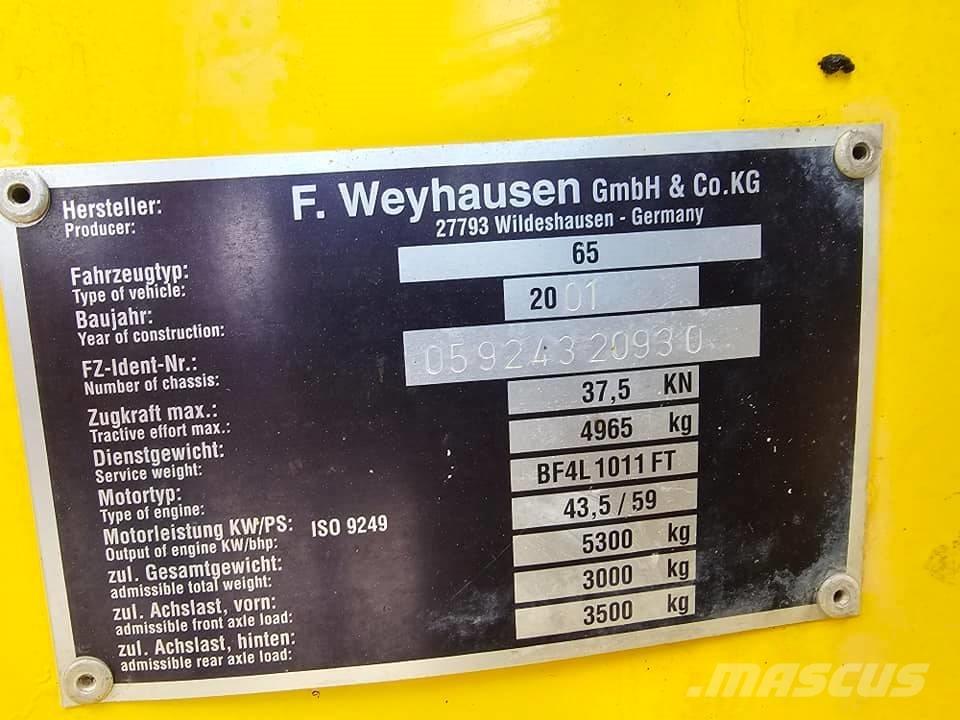 Hersteller: F. Weyhausen GmbH & Co.KG
Producer: 27793 Wildeshausen - Germany
Fahrzeugtyp: 65
Type of vehicle:
Baujahr: 2001
Year of construction:
FZ-Ident-Nr.: 05924320930
Number of chassis:
Zugkraft max.: 37,5 KN
Tractive effort max.:
Dienstgewicht: 4965 kg
Service weight:
Motortyp: BF4L 1011 FT
Type of engine:
Motorleistung KW/PS: ISO 9249 43,5 / 59
Output of engine KW/bhp:
zul. Gesamtgewicht: 5300 kg
admissible total weight:
zul. Achslast, vorn: 3000 kg
admissible front axle load:
zul. Achslast, hinten: 3500 kg
admissible rear axle load:
MASCUS